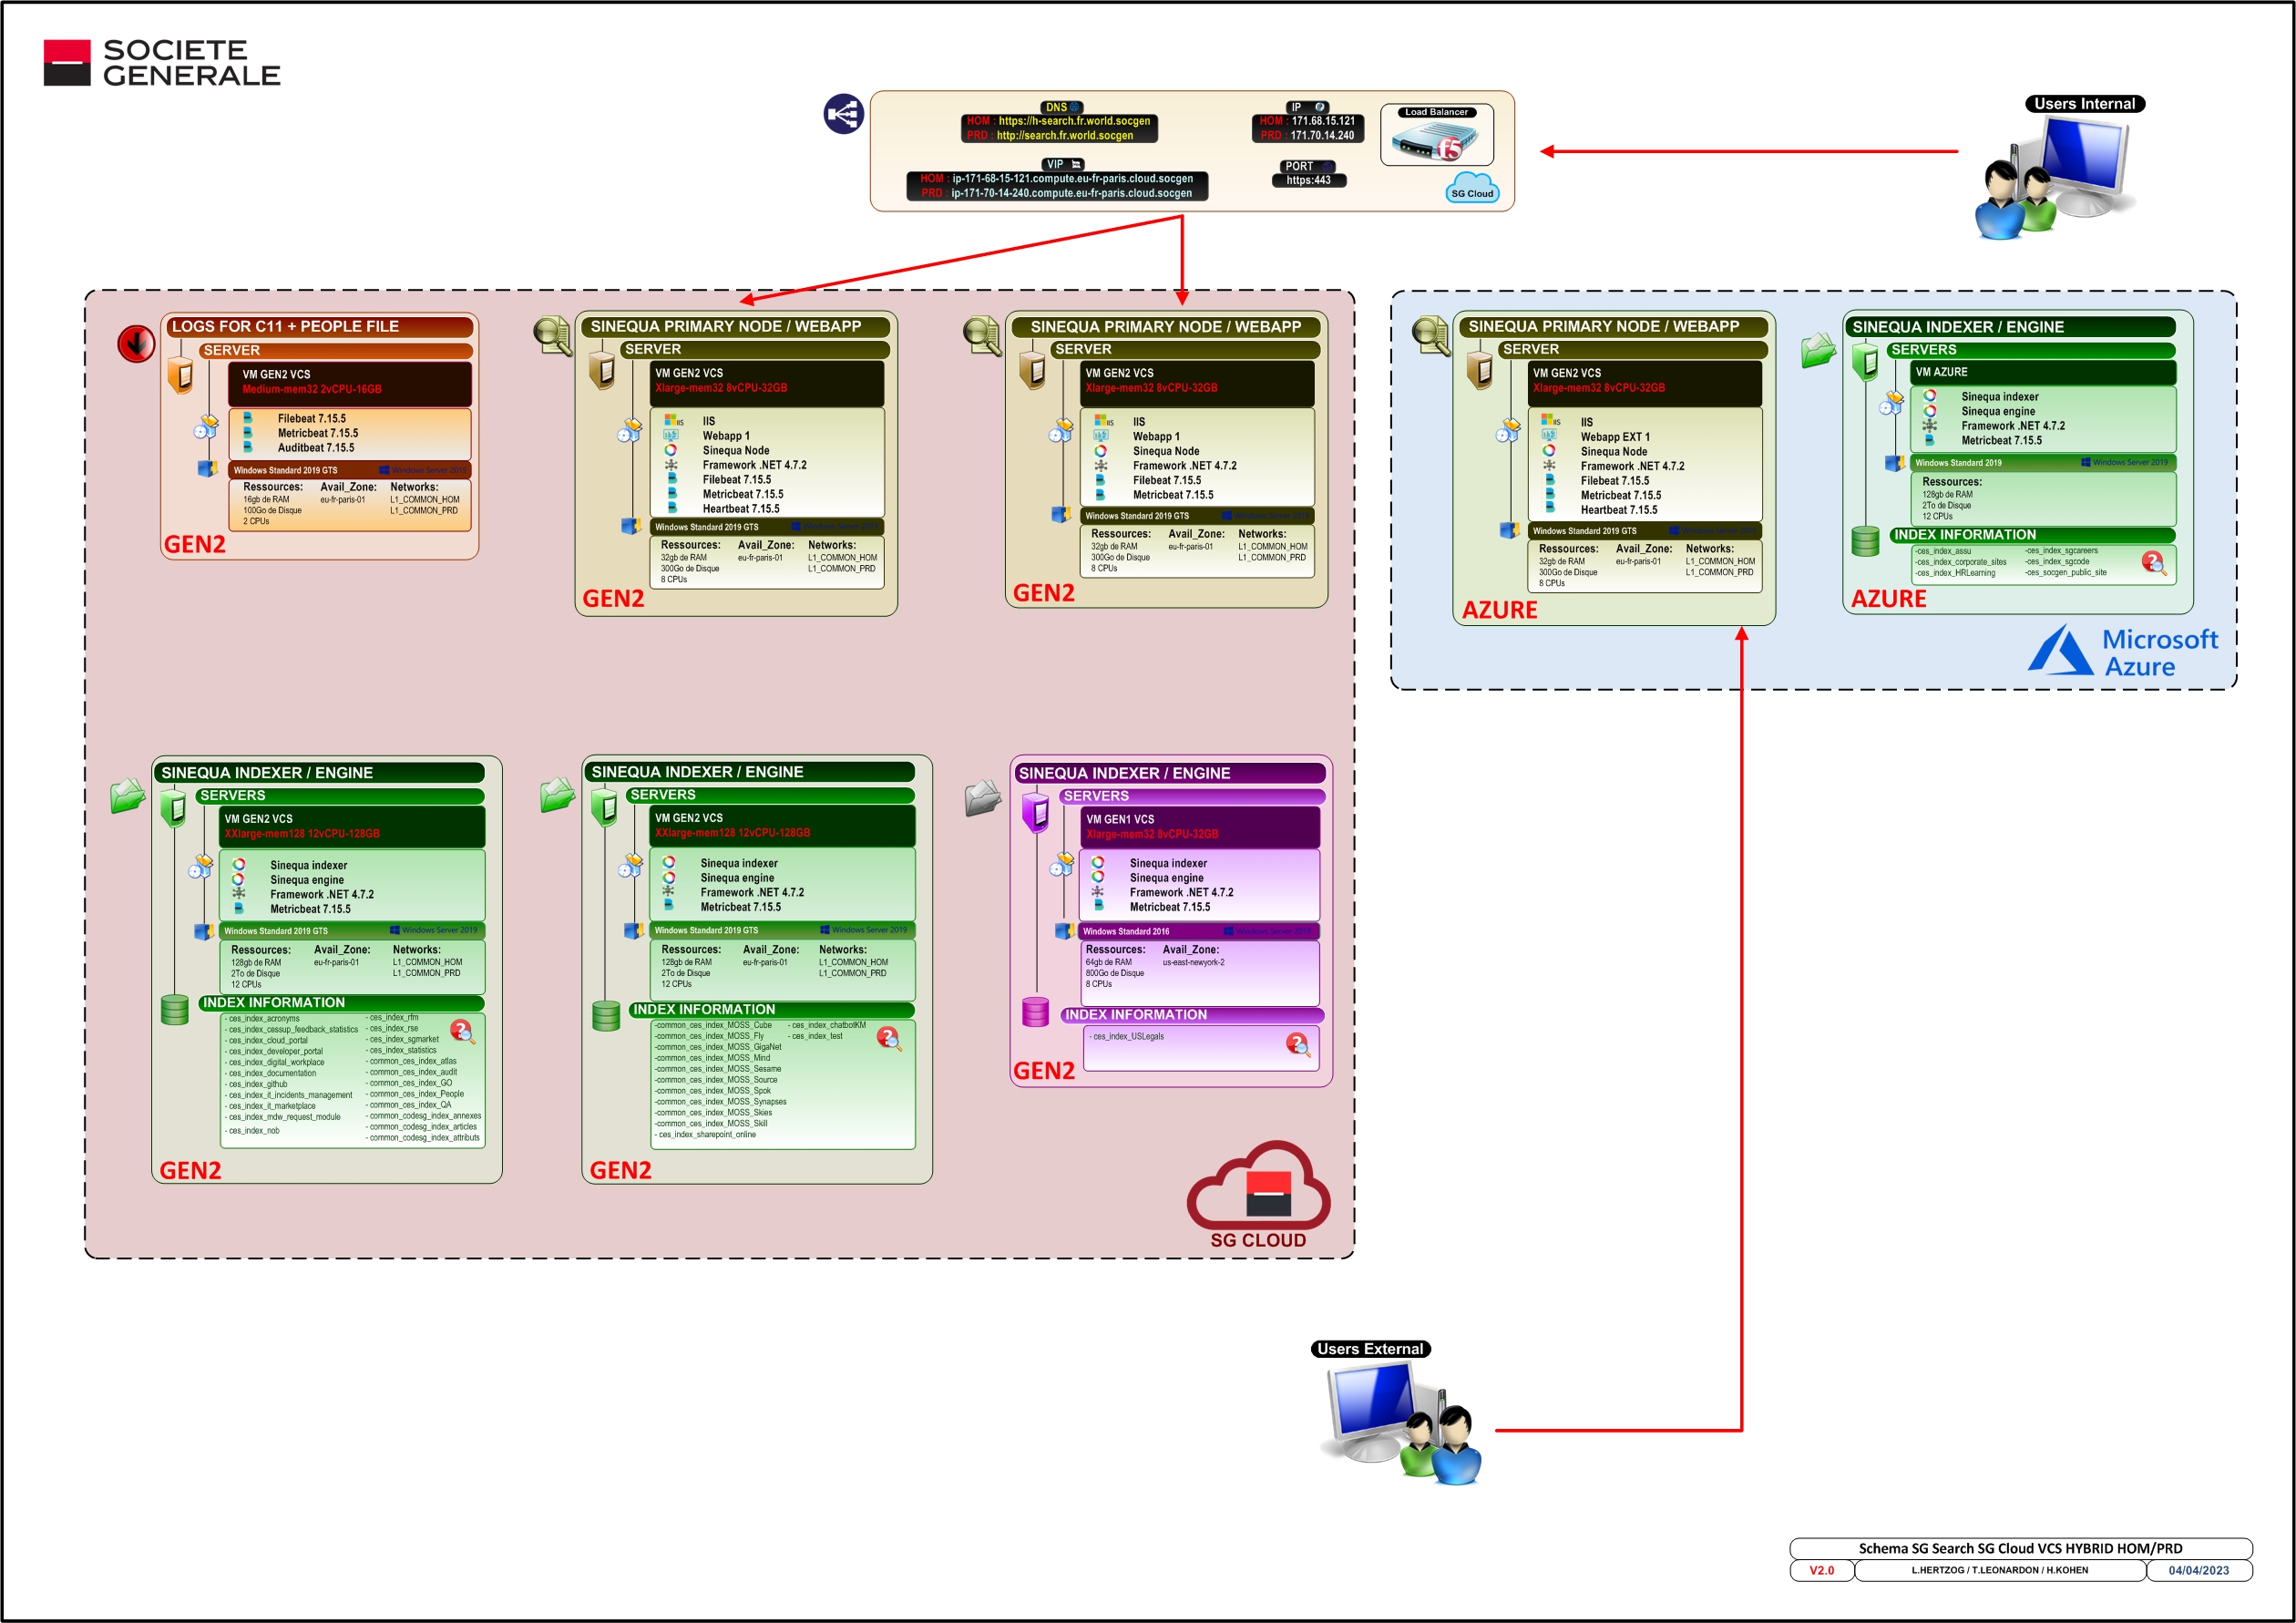 SOCIETE
GENERALE
DNS
HOM : https://h-search.fr.world.socgen
PRD : http://search.fr.world.socgen
VIP
HOM : ip-171-68-15-121.compute.eu-fr-paris.cloud.socgen
PRD : ip-171-70-14-240.compute.eu-fr-paris.cloud.socgen
IP
HOM : 171.68.15.121
PRD : 171.70.14.240
PORT
https:443
Load Balancer
f5
SG Cloud
Users Internal
LOGS FOR C11 + PEOPLE FILE
SERVER
VM GEN2 VCS
Medium-mem32 2vCPU-16GB
Filebeat 7.15.5
Metricbeat 7.15.5
Auditbeat 7.15.5
Windows Standard 2019 GTS Windows Server 2019
Ressources: Avail_Zone: Networks:
16gb de RAM eu-fr-paris-01 L1_COMMON_HOM
100Go de Disque L1_COMMON_PRD
2 CPUs
GEN2
SINEQUA PRIMARY NODE / WEBAPP
SERVER
VM GEN2 VCS
Xlarge-mem32 8vCPU-32GB
IIS IIS
Webapp 1
Sinequa Node
Framework .NET 4.7.2
Filebeat 7.15.5
Metricbeat 7.15.5
Heartbeat 7.15.5
Windows Standard 2019 GTS Windows Server 2019
Ressources: Avail_Zone: Networks:
32gb de RAM eu-fr-paris-01 L1_COMMON_HOM
300Go de Disque L1_COMMON_PRD
8 CPUs
GEN2
SINEQUA PRIMARY NODE / WEBAPP
SERVER
VM GEN2 VCS
Xlarge-mem32 8vCPU-32GB
IIS IIS
Webapp 1
Sinequa Node
Framework .NET 4.7.2
Filebeat 7.15.5
Metricbeat 7.15.5
Windows Standard 2019 GTS Windows Server 2019
Ressources: Avail_Zone: Networks:
32gb de RAM eu-fr-paris-01 L1_COMMON_HOM
300Go de Disque L1_COMMON_PRD
8 CPUs
GEN2
SINEQUA PRIMARY NODE / WEBAPP
SERVER
VM GEN2 VCS
Xlarge-mem32 8vCPU-32GB
IIS IIS
Webapp EXT 1
Sinequa Node
Framework .NET 4.7.2
Filebeat 7.15.5
Metricbeat 7.15.5
Heartbeat 7.15.5
Windows Standard 2019 GTS Windows Server 2019
Ressources: Avail_Zone: Networks:
32gb de RAM eu-fr-paris-01 L1_COMMON_HOM
300Go de Disque L1_COMMON_PRD
8 CPUs
AZURE
SINEQUA INDEXER / ENGINE
SERVERS
VM AZURE
Sinequa indexer
Sinequa engine
Framework .NET 4.7.2
Metricbeat 7.15.5
Windows Standard 2019 Windows Server 2019
Ressources:
128gb de RAM
2To de Disque
12 CPUs
INDEX INFORMATION
-ces_index_assu -ces_index_sgcareers
-ces_index_corporate_sites -ces_index_sgcode
-ces_index_HRLearning -ces_socgen_public_site
AZURE
Microsoft
Azure
SINEQUA INDEXER / ENGINE
SERVERS
VM GEN2 VCS
XXlarge-mem128 12vCPU-128GB
Sinequa indexer
Sinequa engine
Framework .NET 4.7.2
Metricbeat 7.15.5
Windows Standard 2019 GTS Windows Server 2019
Ressources: Avail_Zone: Networks:
128gb de RAM eu-fr-paris-01 L1_COMMON_HOM
2To de Disque L1_COMMON_PRD
12 CPUs
INDEX INFORMATION
- ces_index_acronyms - ces_index_rfm
- ces_index_cessup_feedback_statistics - ces_index_rse
- ces_index_cloud_portal - ces_index_sgmarket
- ces_index_developer_portal - ces_index_statistics
- ces_index_digital_workplace - common_ces_index_atlas
- ces_index_documentation - common_ces_index_audit
- ces_index_github - common_ces_index_GO
- ces_index_it_incidents_management - common_ces_index_People
- ces_index_it_marketplace - common_ces_index_QA
- ces_index_mdw_request_module - common_codesg_index_annexes
- ces_index_nob - common_codesg_index_articles
- common_codesg_index_attributs
GEN2
SINEQUA INDEXER / ENGINE
SERVERS
VM GEN2 VCS
XXlarge-mem128 12vCPU-128GB
Sinequa indexer
Sinequa engine
Framework .NET 4.7.2
Metricbeat 7.15.5
Windows Standard 2019 GTS Windows Server 2019
Ressources: Avail_Zone: Networks:
128gb de RAM eu-fr-paris-01 L1_COMMON_HOM
2To de Disque L1_COMMON_PRD
12 CPUs
INDEX INFORMATION
-common_ces_index_MOSS_Cube - ces_index_chatbotKM
-common_ces_index_MOSS_Fly - ces_index_test
-common_ces_index_MOSS_GigaNet
-common_ces_index_MOSS_Mind
-common_ces_index_MOSS_Sesame
-common_ces_index_MOSS_Source
-common_ces_index_MOSS_Spok
-common_ces_index_MOSS_Synapses
-common_ces_index_MOSS_Skies
-common_ces_index_MOSS_Skill
- ces_index_sharepoint_online
GEN2
SINEQUA INDEXER / ENGINE
SERVERS
VM GEN1 VCS
Xlarge-mem32 8vCPU-32GB
Sinequa indexer
Sinequa engine
Framework .NET 4.7.2
Metricbeat 7.15.5
Windows Standard 2016 Windows Server 2019
Ressources: Avail_Zone:
64gb de RAM us-east-newyork-2
800Go de Disque
8 CPUs
INDEX INFORMATION
- ces_index_USLegals
GEN2
SG CLOUD
Users External
Schema SG Search SG Cloud VCS HYBRID HOM/PRD
V2.0 L.HERTZOG / T.LEONARDON / H.KOHEN 04/04/2023